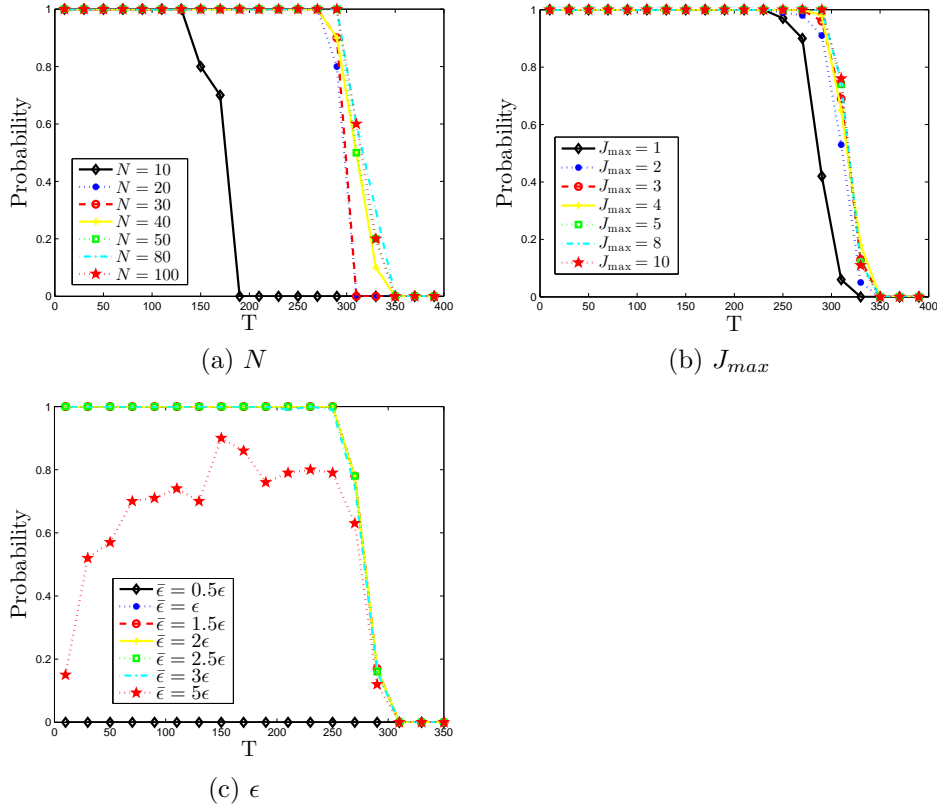 1
0.8
0.6
0.4
0.2
0
Probability
N = 10
N = 20
N = 30
N = 40
N = 50
N = 80
N = 100
0 50 100 150 200 250 300 350 400
T
(a) N
1
0.8
0.6
0.4
0.2
0
Probability
J_max = 1
J_max = 2
J_max = 3
J_max = 4
J_max = 5
J_max = 8
J_max = 10
0 50 100 150 200 250 300 350 400
T
(b) J_max
1
0.8
0.6
0.4
0.2
0
Probability
ε̄ = 0.5ε
ε̄ = ε
ε̄ = 1.5ε
ε̄ = 2ε
ε̄ = 2.5ε
ε̄ = 3ε
ε̄ = 5ε
0 50 100 150 200 250 300 350
T
(c) ε